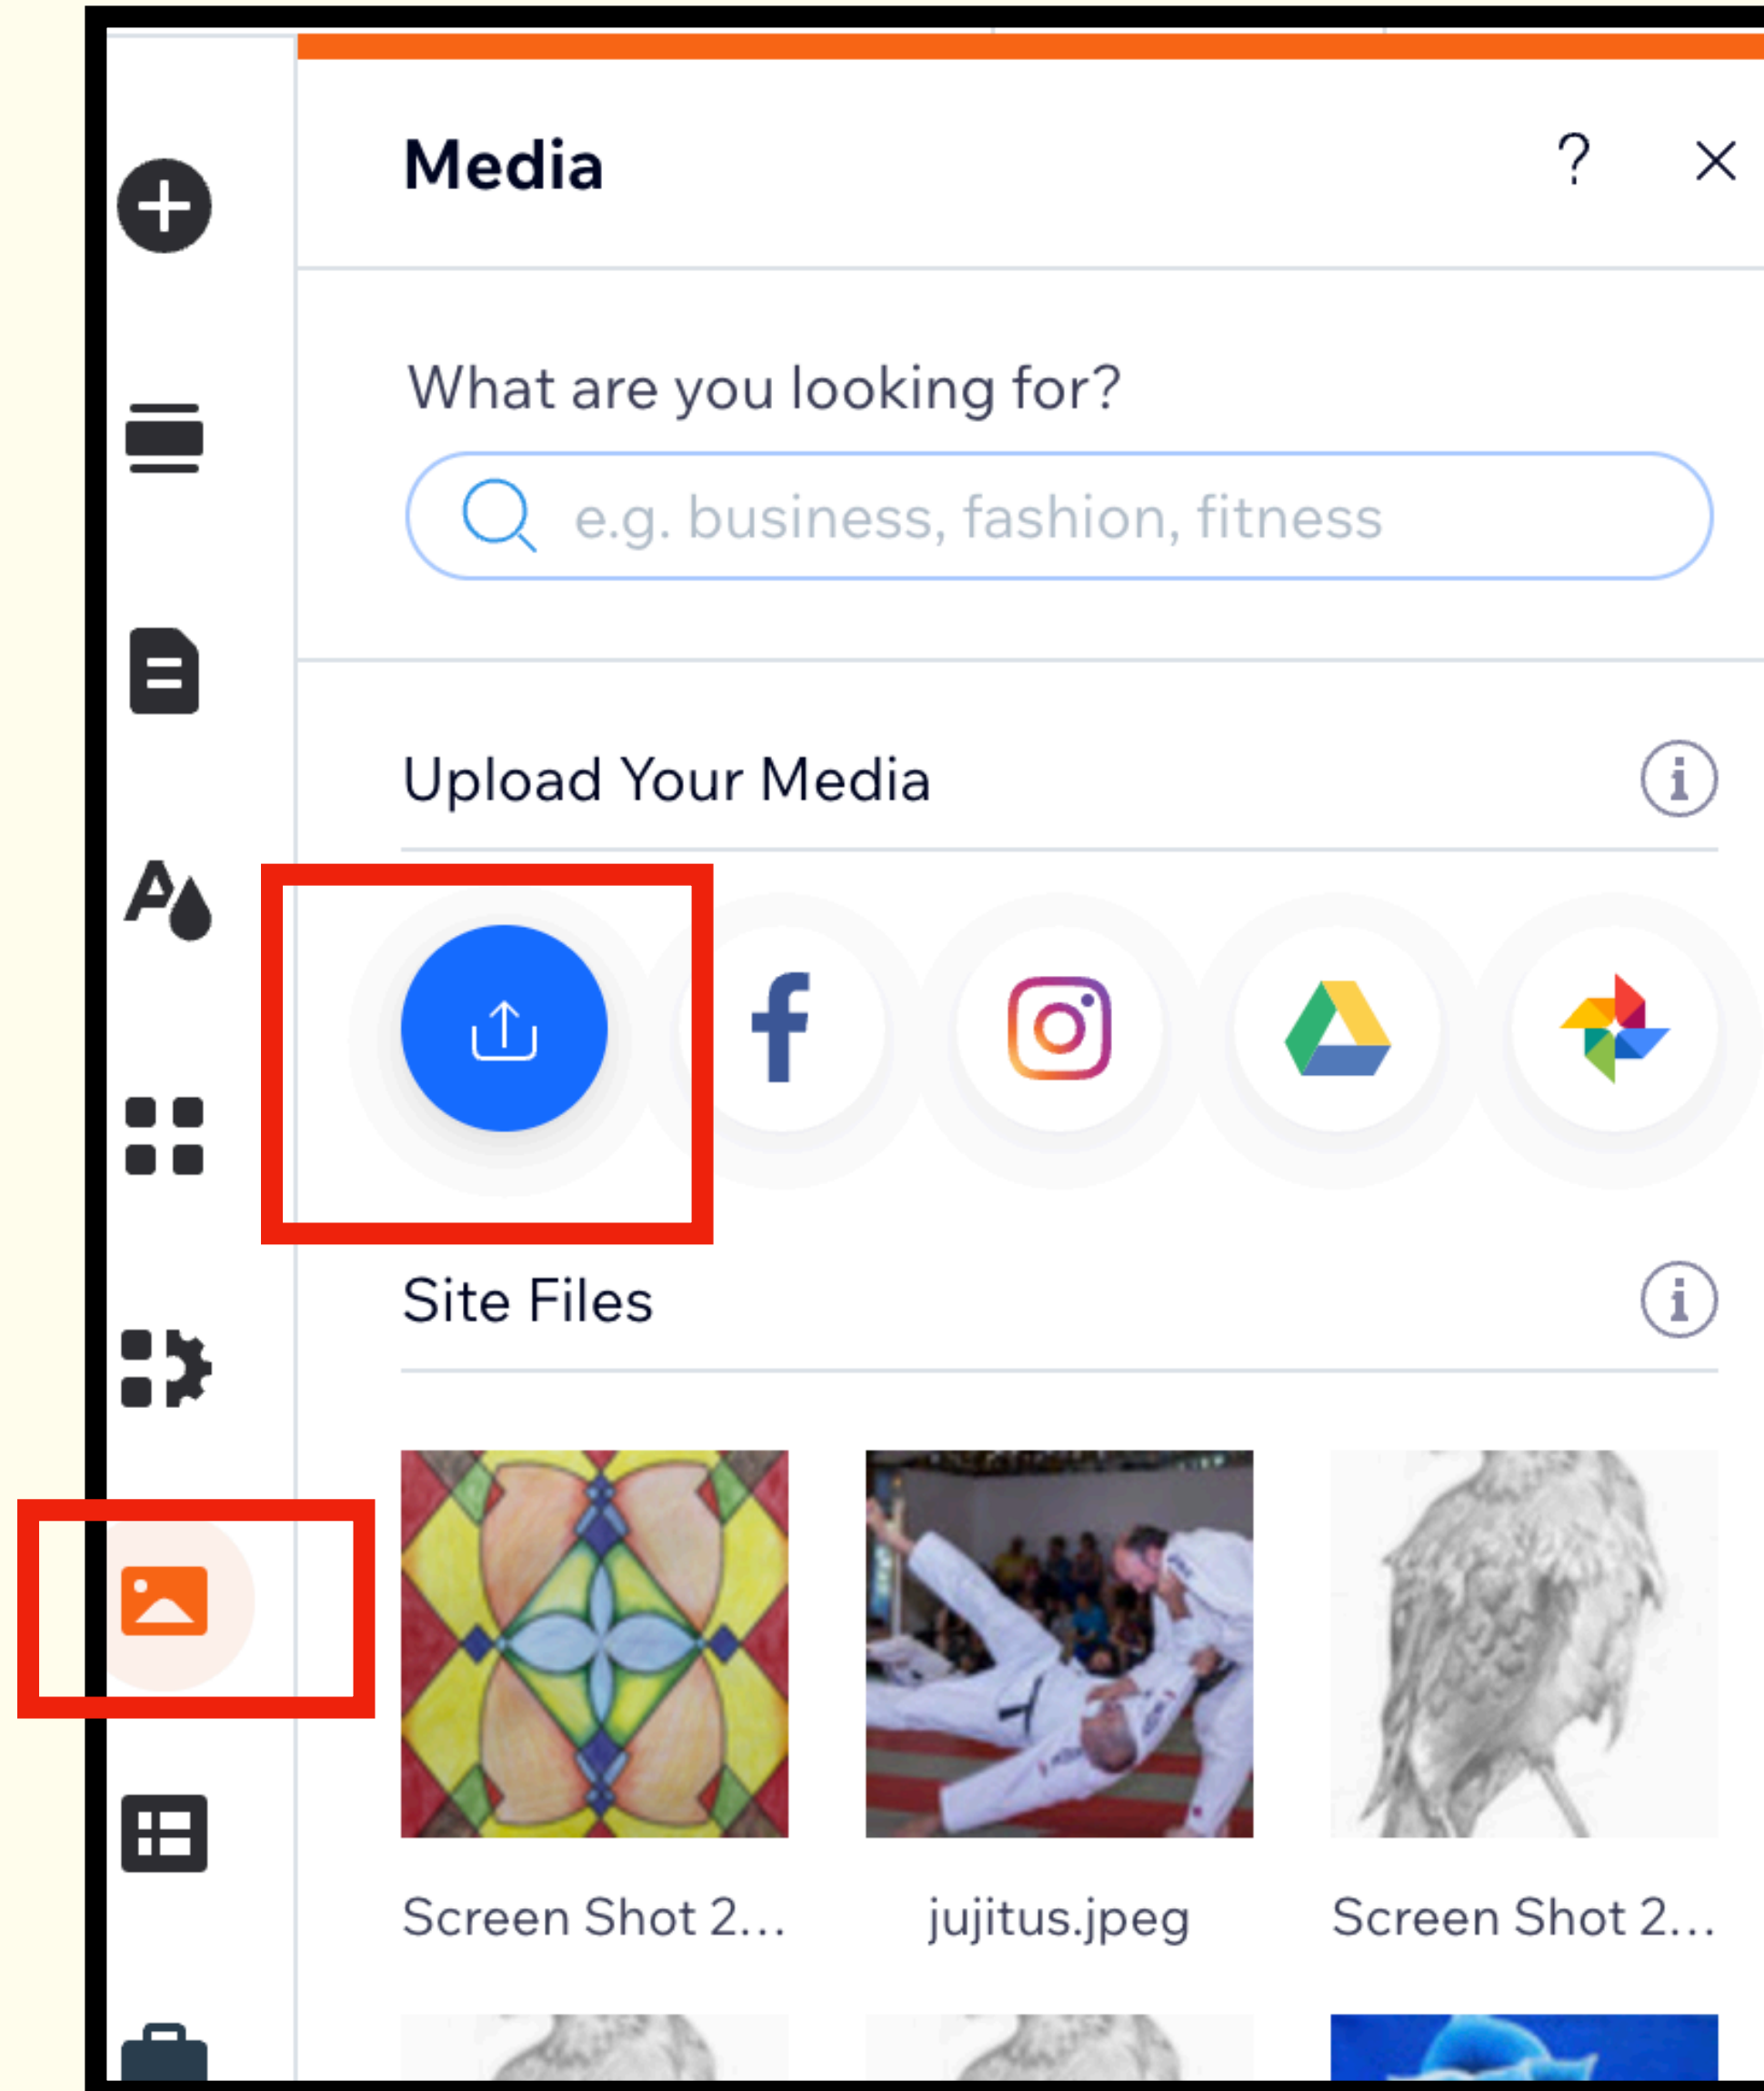 Media
What are you looking for?
e.g. business, fashion, fitness
Upload Your Media
Site Files
Screen Shot 2... jujitus.jpeg Screen Shot 2...